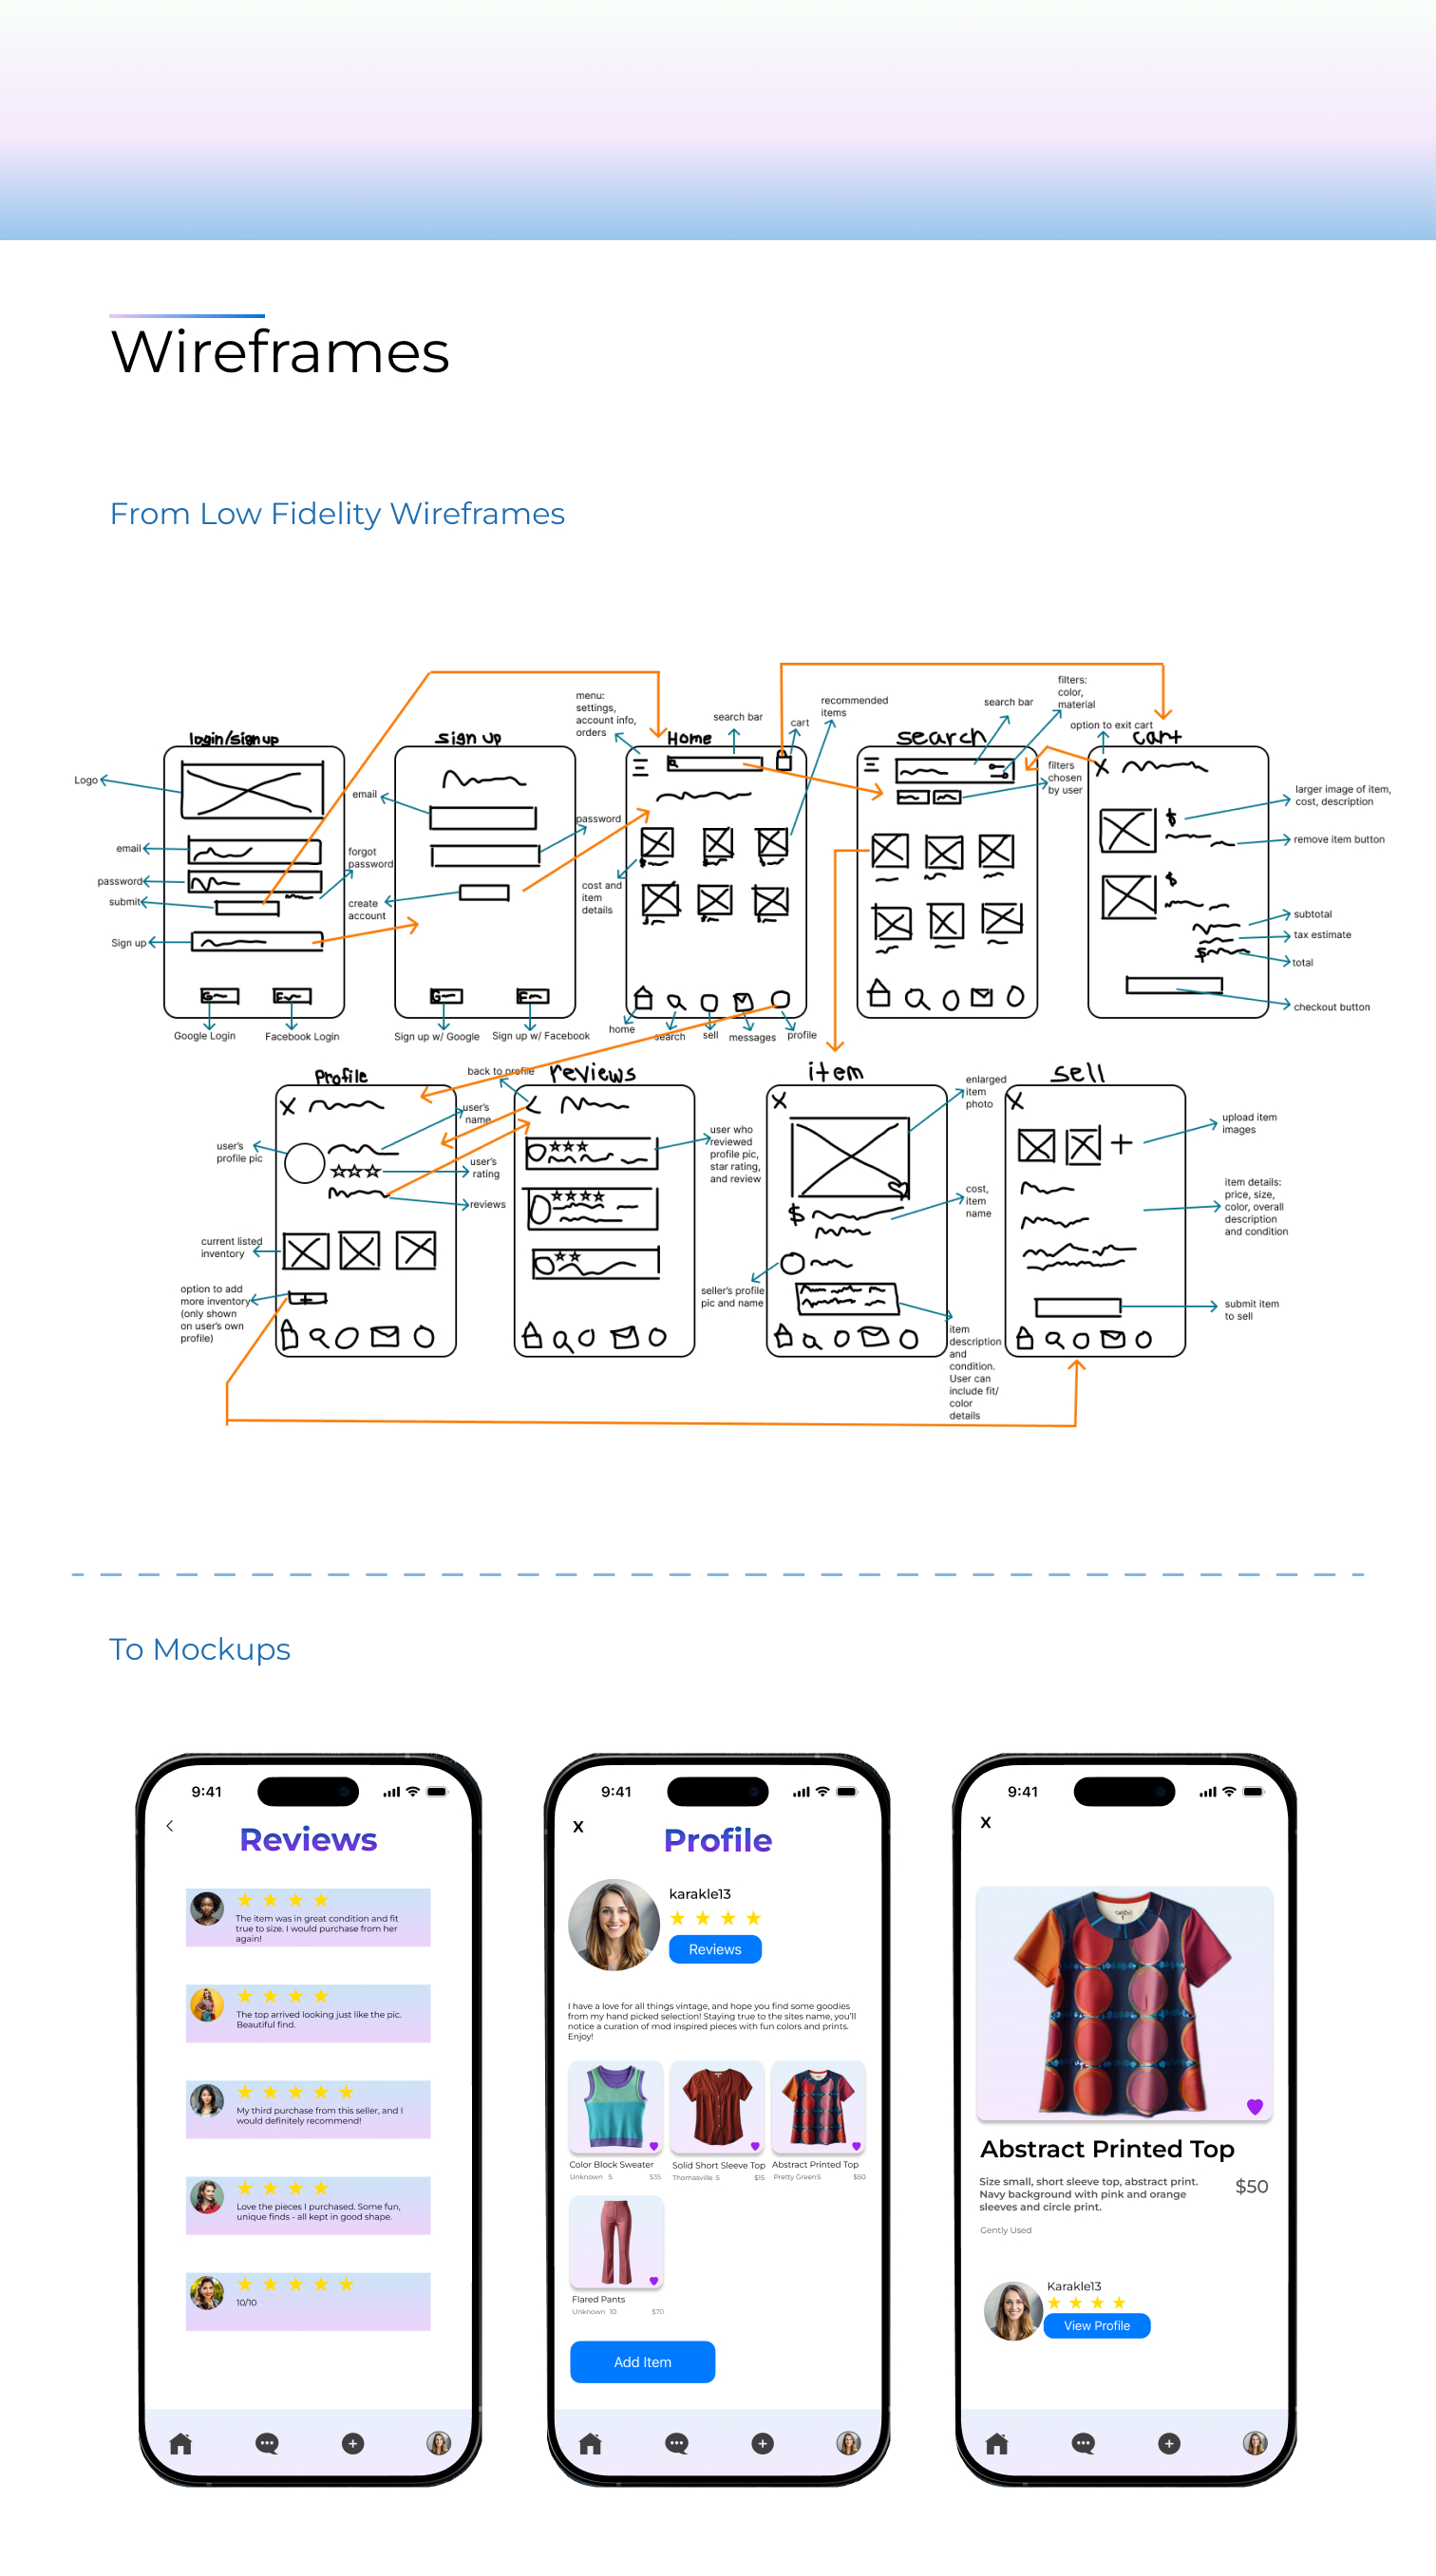 Wireframes
From Low Fidelity Wireframes
login/signup
Logo
email
password
submit
Sign up
forgot
password
Google Login
Facebook Login
sign up
email
password
create
account
Sign up w/ Google
Sign up w/ Facebook
menu:
settings,
account info,
orders
Home
search bar
cart
recommended
items
cost and
item
details
home
search
sell
messages
profile
search
search bar
filters:
color,
material
filters
chosen
by user
option to exit cart
cart
larger image of item,
cost, description
remove item button
subtotal
tax estimate
total
checkout button
$
$
$
G
F
G
F
Profile
user's
profile pic
user's
name
user's
rating
reviews
current listed
inventory
option to add
more inventory
(only shown
on user's own
profile)
back to profile
reviews
user who
reviewed
profile pic,
star rating,
and review
item
enlarged
item
photo
$
cost,
item
name
seller's profile
pic and name
item
description
and
condition.
User can
include fit/
color
details
sell
upload item
images
item details:
price, size,
color, overall
description
and condition
submit item
to sell
To Mockups
9:41
Reviews
The item was in great condition and fit
true to size. I would purchase from her
again!
The top arrived looking just like the pic.
Beautiful find.
My third purchase from this seller, and I
would definitely recommend!
Love the pieces I purchased. Some fun,
unique finds - all kept in good shape.
10/10
9:41
X
Profile
karakle13
Reviews
I have a love for all things vintage, and hope you find some goodies
from my hand picked selection! Staying true to the sites name, you'll
notice a curation of mod inspired pieces with fun colors and prints.
Enjoy!
Color Block Sweater
Unknown S $35
Solid Short Sleeve Top
Thomasville S $15
Abstract Printed Top
Pretty Green S $50
Flared Pants
Unknown 10 $70
Add Item
9:41
X
Abstract Printed Top
Size small, short sleeve top, abstract print.
Navy background with pink and orange
sleeves and circle print.
$50
Gently Used
Karakle13
View Profile